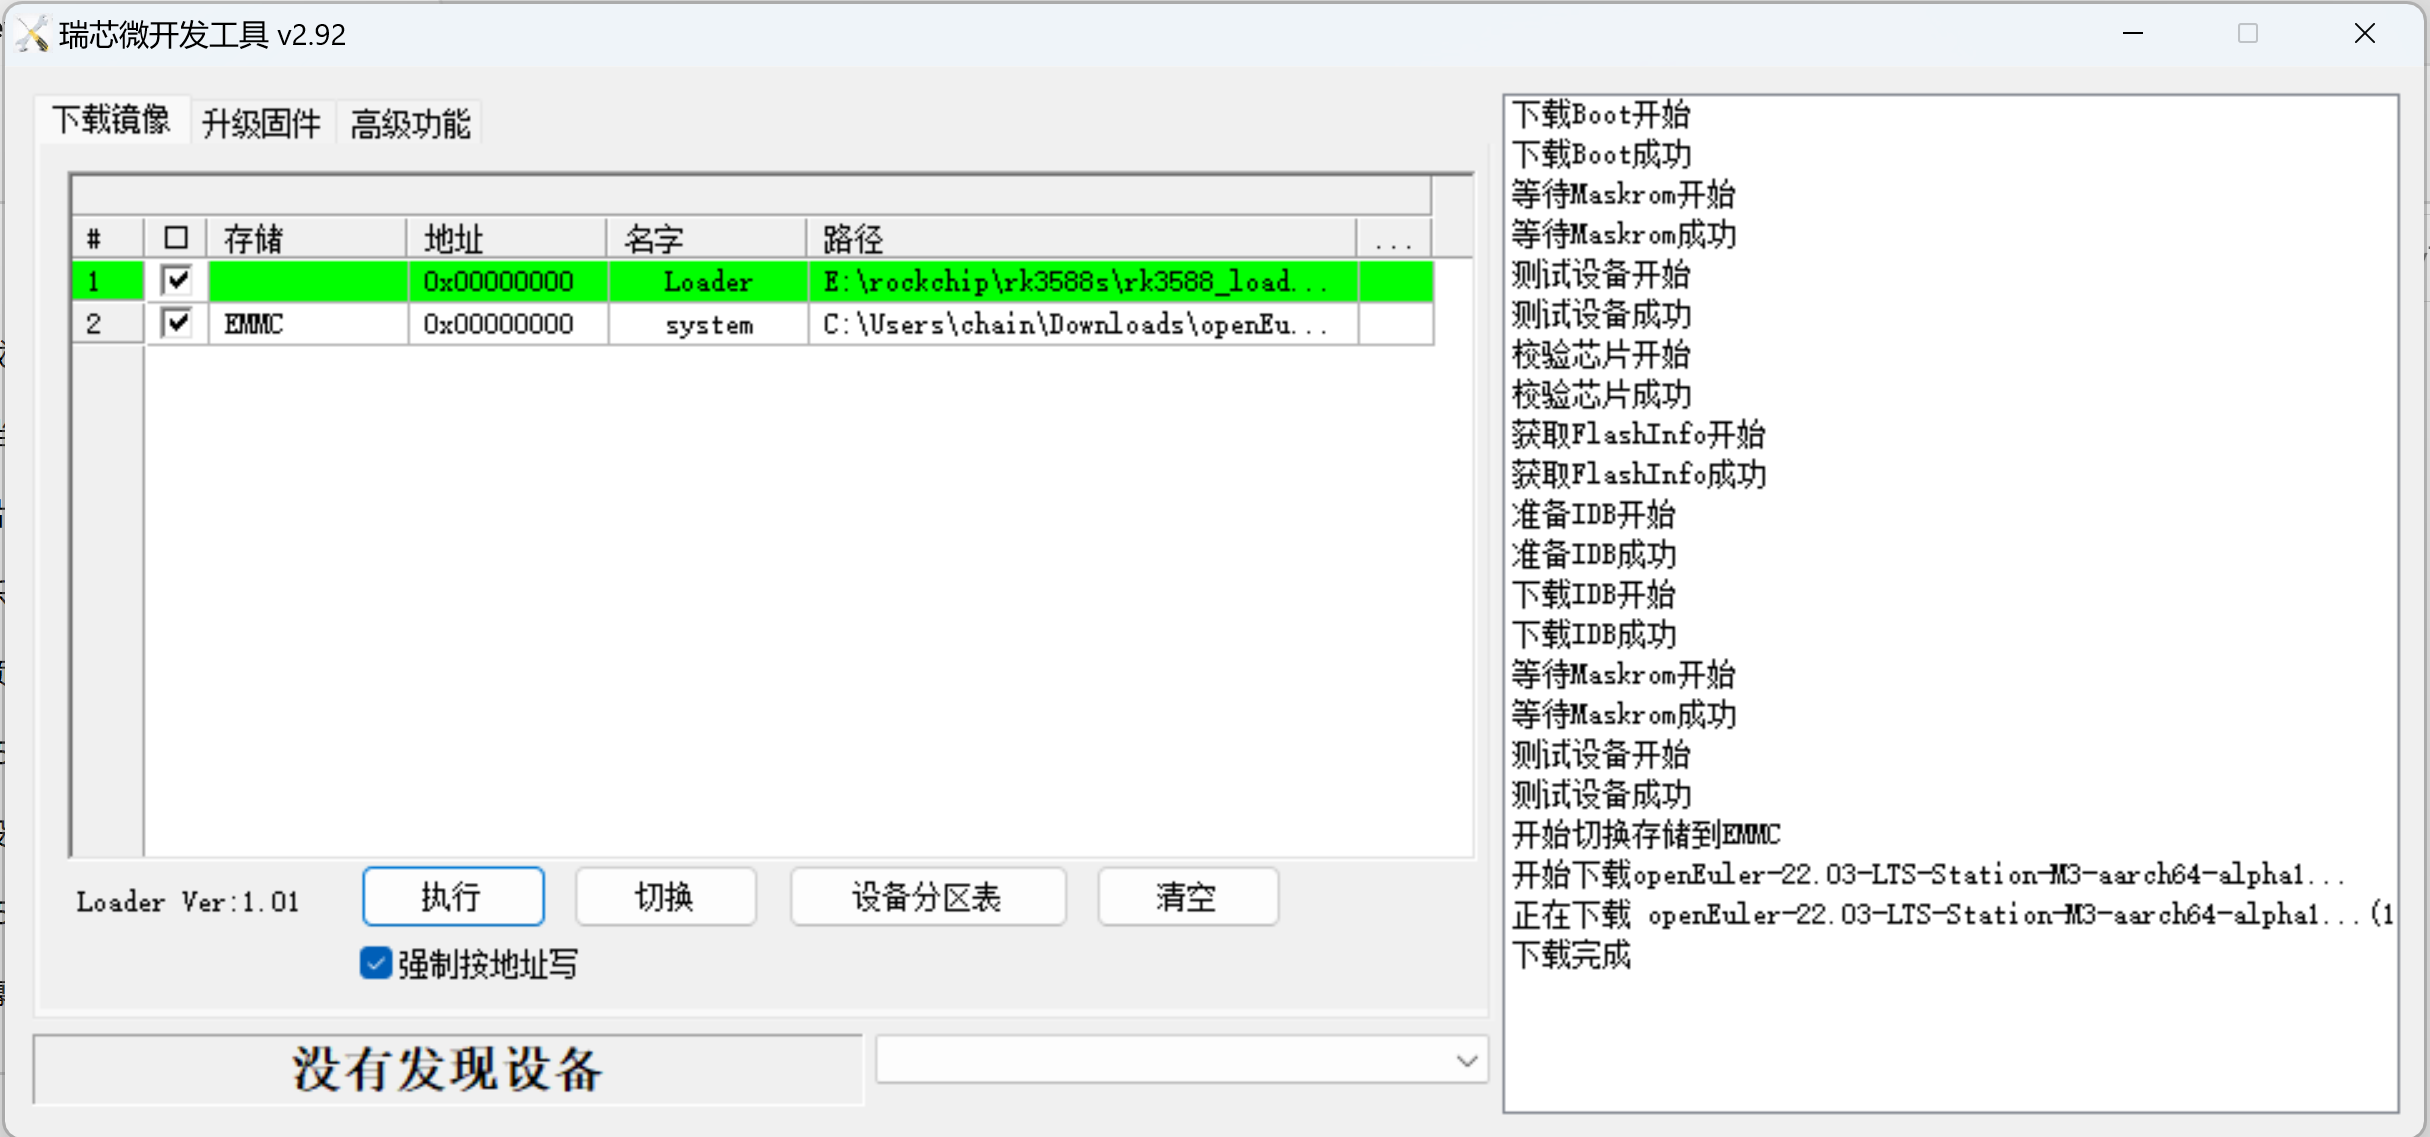 瑞芯微开发工具 v2.92
下载镜像 升级固件 高级功能
# 存储 地址 名字 路径 ...
1 0x00000000 Loader E:\rockchip\rk3588s\rk3588_load...
2 EMMC 0x00000000 system C:\Users\chain\Downloads\openEu...
Loader Ver:1.01 执行 切换 设备分区表 清空
强制按地址写
没有发现设备
下载Boot开始
下载Boot成功
等待Maskrom开始
等待Maskrom成功
测试设备开始
测试设备成功
校验芯片开始
校验芯片成功
获取FlashInfo开始
获取FlashInfo成功
准备IDB开始
准备IDB成功
下载IDB开始
下载IDB成功
等待Maskrom开始
等待Maskrom成功
测试设备开始
测试设备成功
开始切换存储到EMMC
开始下载openEuler-22.03-LTS-Station-M3-aarch64-alpha1...
正在下载 openEuler-22.03-LTS-Station-M3-aarch64-alpha1...(1
下载完成